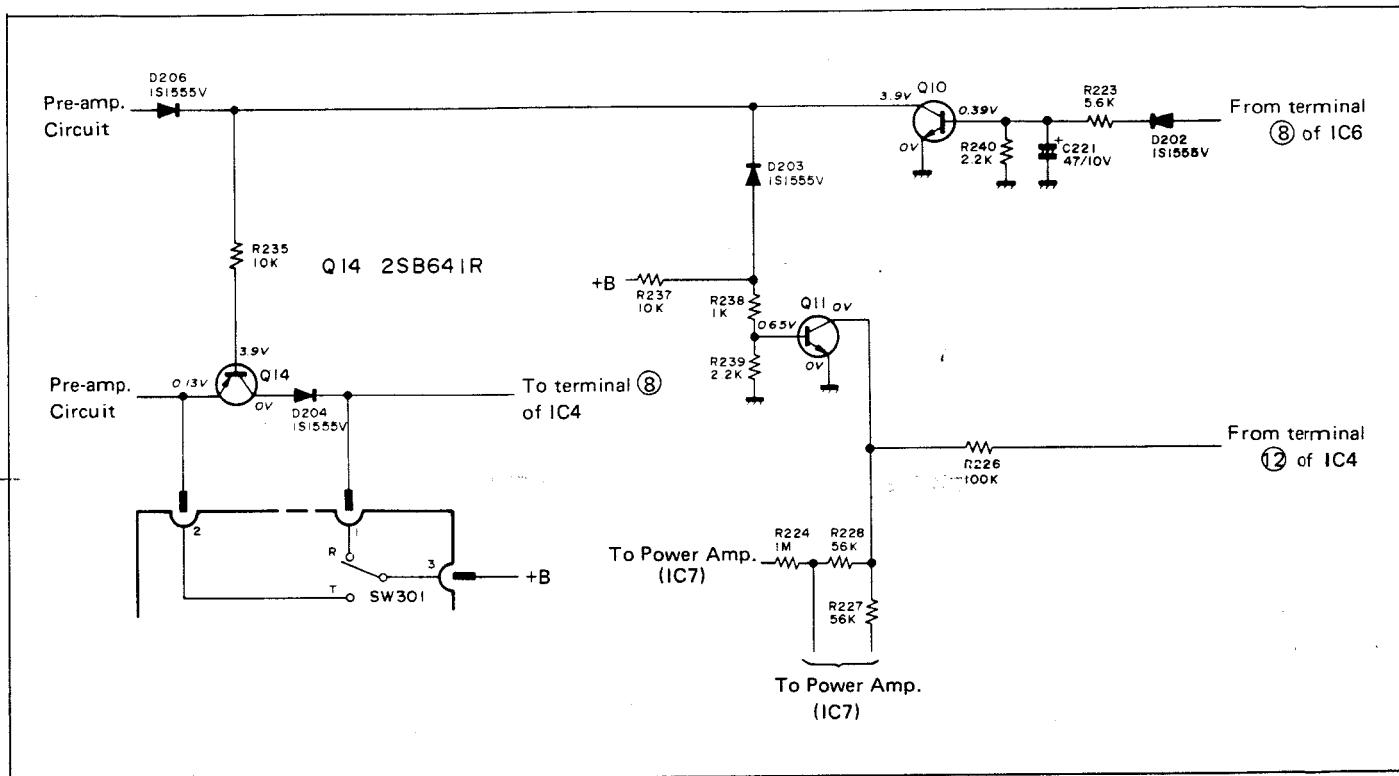 D206
1S1555V
Pre-amp.
Circuit
3.9V
Q10
0.39V
0V
R223
5.6K
From terminal
⑧ of IC6
R240
2.2K
C221
47/10V
+
D202
1S1555V
D203
1S1555V
R235
10K
Q14 2SB641R
+B
R237
10K
R238
1K
Q11
0V
0.65V
0V
R239
2.2K
3.9V
Pre-amp.
Circuit
0.13V
Q14
0V
D204
1S1555V
To terminal ⑧
of IC4
From terminal
⑫ of IC4
R226
100K
2
1
R
3
+B
T
SW301
To Power Amp.
(IC7)
R224
1M
R228
56K
R227
56K
To Power Amp.
(IC7)